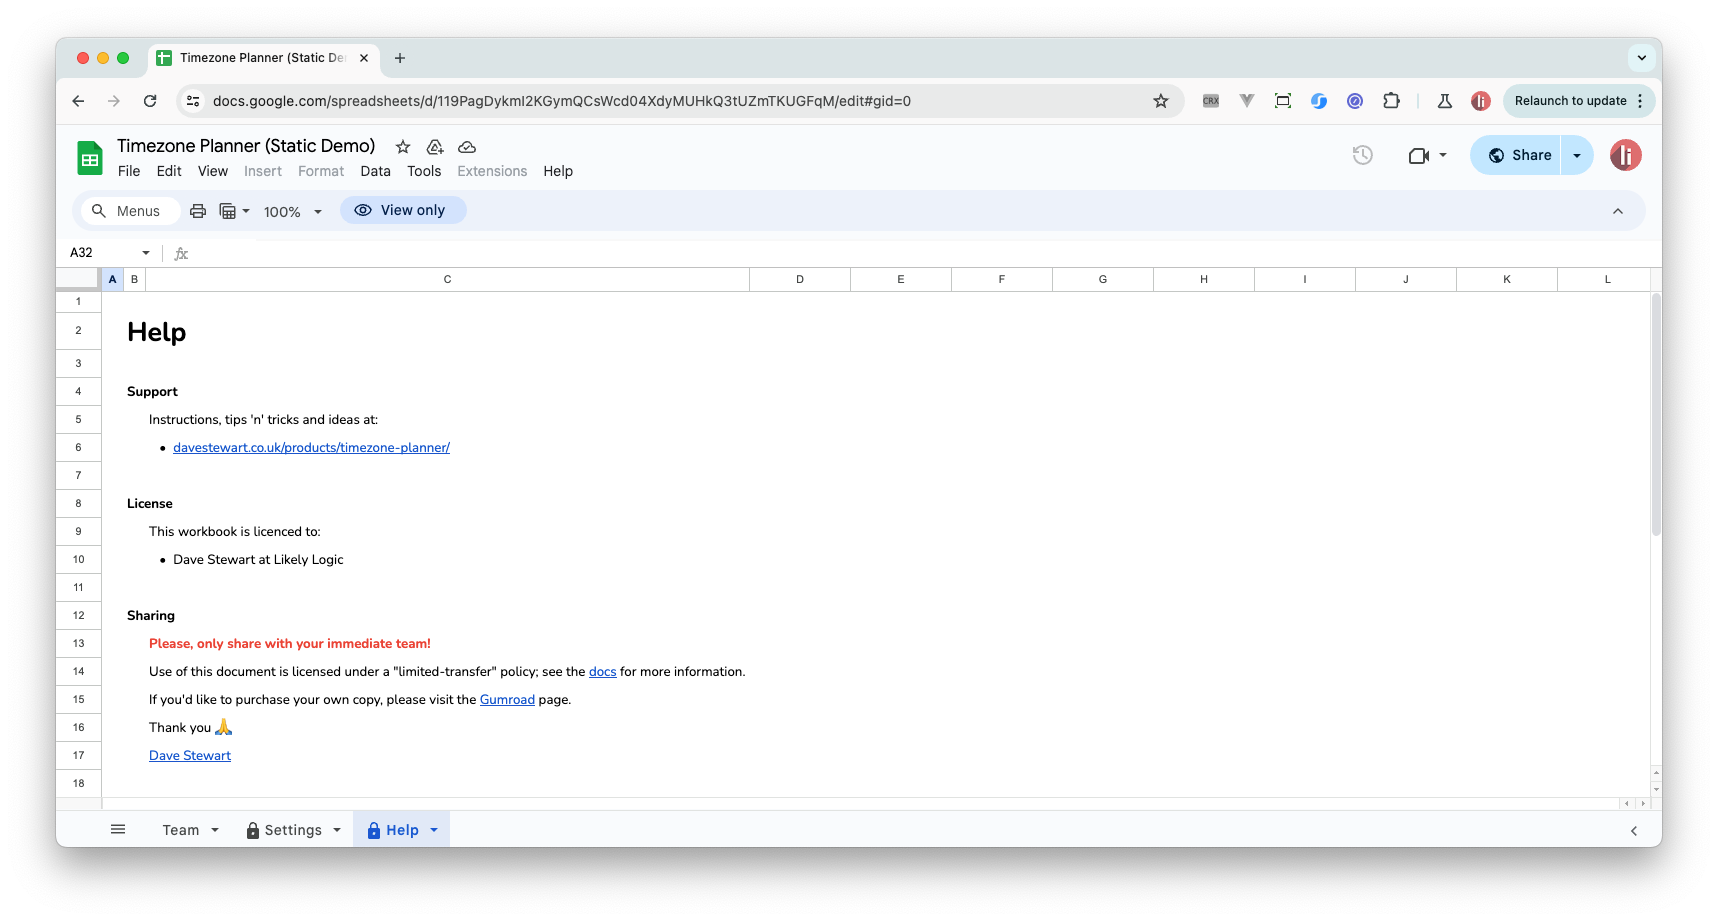 Timezone Planner (Static De
docs.google.com/spreadsheets/d/119PagDykmI2KGymQCsWcd04XdyMUHkQ3tUZmTKUGFqM/edit#gid=0
CRX
Relaunch to update
Timezone Planner (Static Demo)
File Edit View Insert Format Data Tools Extensions Help
Share
Menus
100%
View only
A32
fx
A B C D E F G H I J K L
1
2 Help
3
4 Support
5 Instructions, tips 'n' tricks and ideas at:
6 • davestewart.co.uk/products/timezone-planner/
7
8 License
9 This workbook is licenced to:
10 • Dave Stewart at Likely Logic
11
12 Sharing
13 Please, only share with your immediate team!
14 Use of this document is licensed under a "limited-transfer" policy; see the docs for more information.
15 If you'd like to purchase your own copy, please visit the Gumroad page.
16 Thank you 🙏
17 Dave Stewart
18
Team Settings Help